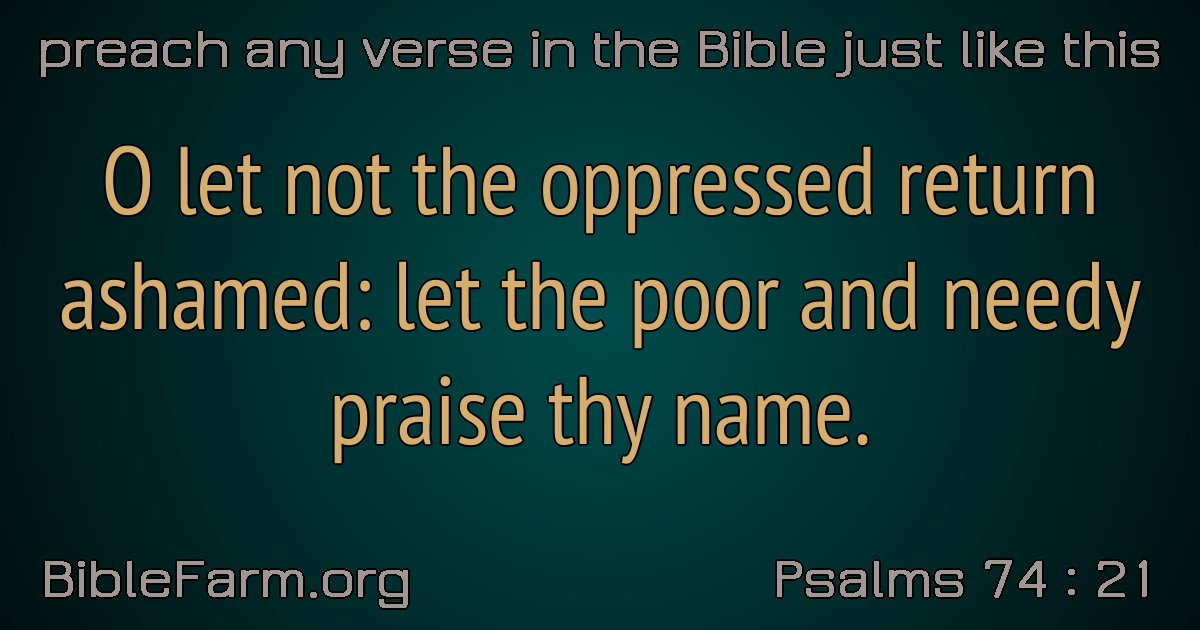 preach any verse in the Bible just like this
O let not the oppressed return
ashamed: let the poor and needy
praise thy name.
BibleFarm.org
Psalms 74 : 21